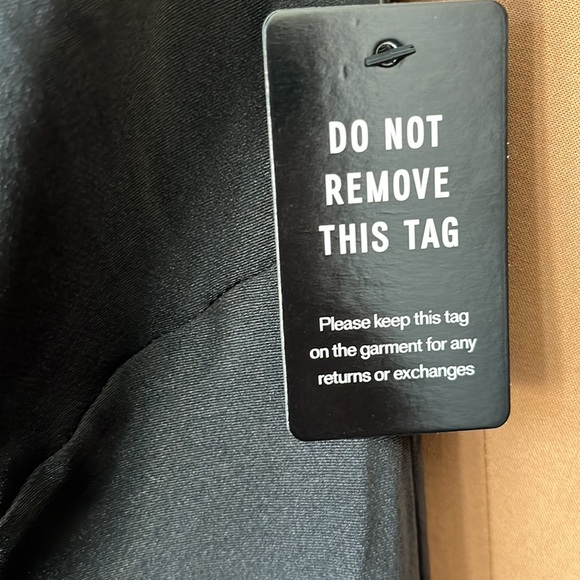 DO NOT
REMOVE
THIS TAG
Please keep this tag
on the garment for any
returns or exchanges